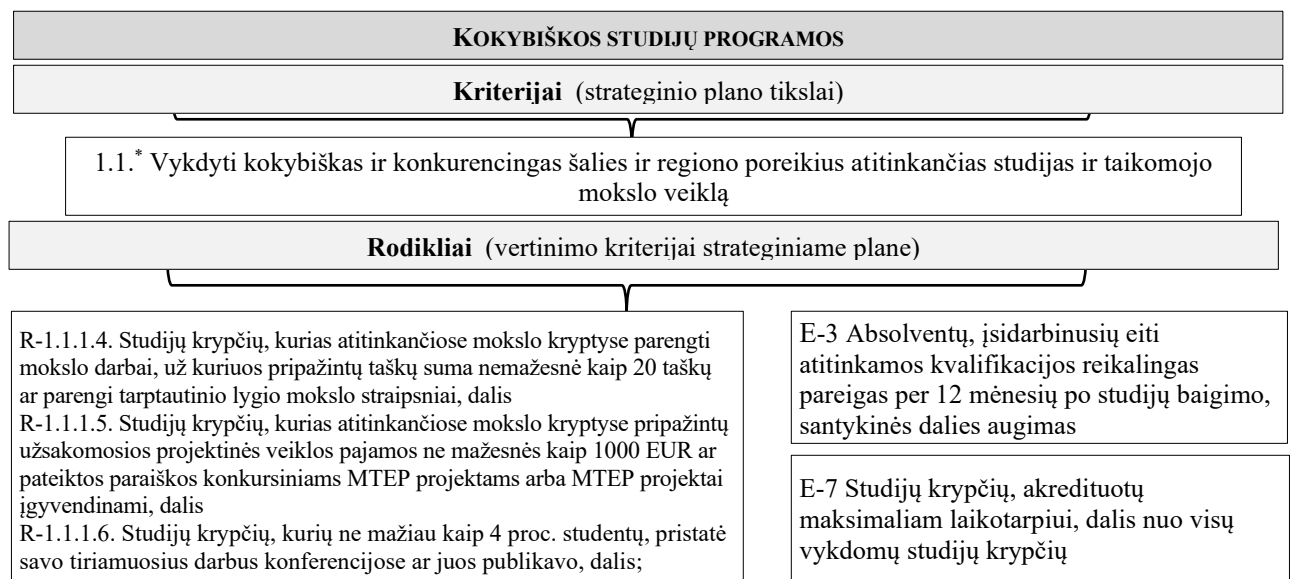 KOKYBIŠKOS STUDIJŲ PROGRAMOS
Kriterijai (strateginio plano tikslai)
1.1.* Vykdyti kokybiškas ir konkurencingas šalies ir regiono poreikius atitinkančias studijas ir taikomojo
mokslo veiklą
Rodikliai (vertinimo kriterijai strateginiame plane)
R-1.1.1.4. Studijų krypčių, kurias atitinkančiose mokslo kryptyse parengti
mokslo darbai, už kuriuos pripažintų taškų suma nemažesnė kaip 20 taškų
ar parengi tarptautinio lygio mokslo straipsniai, dalis
R-1.1.1.5. Studijų krypčių, kurias atitinkančiose mokslo kryptyse pripažintų
užsakomosios projektinės veiklos pajamos ne mažesnės kaip 1000 EUR ar
pateiktos paraiškos konkursiniams MTEP projektams arba MTEP projektai
įgyvendinami, dalis
R-1.1.1.6. Studijų krypčių, kurių ne mažiau kaip 4 proc. studentų, pristatė
savo tiriamuosius darbus konferencijose ar juos publikavo, dalis;
E-3 Absolventų, įsidarbinusių eiti
atitinkamos kvalifikacijos reikalingas
pareigas per 12 mėnesių po studijų baigimo,
santykinės dalies augimas
E-7 Studijų krypčių, akredituotų
maksimaliam laikotarpiui, dalis nuo visų
vykdomų studijų krypčių